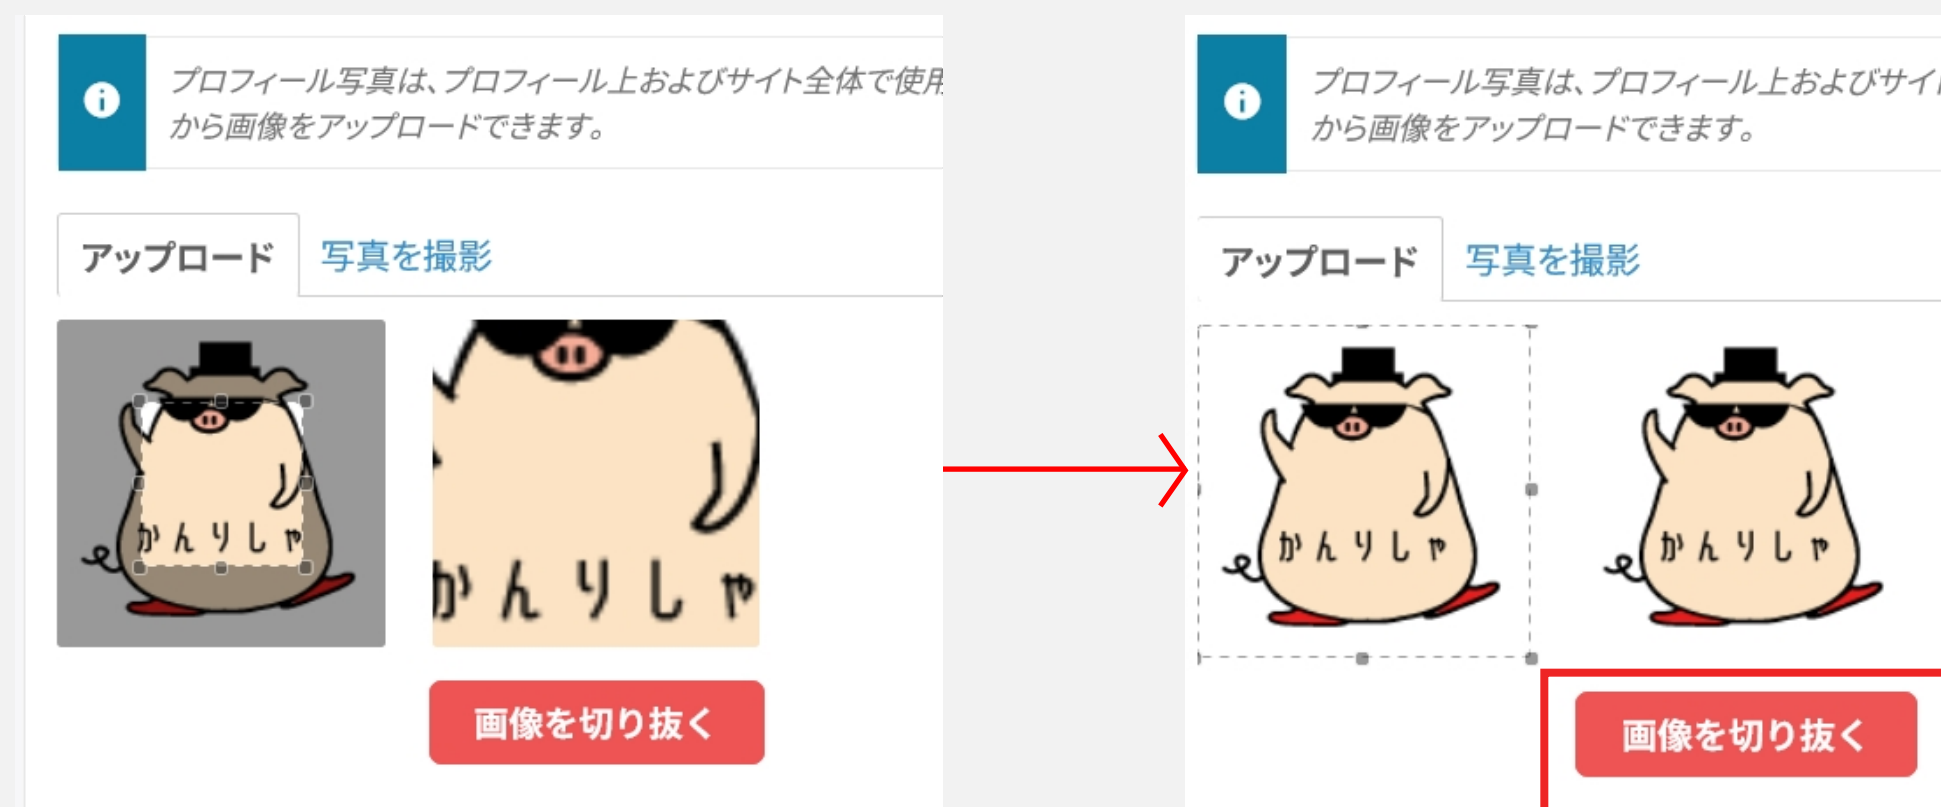 プロフィール写真は、プロフィール上およびサイト全体で使用
から画像をアップロードできます。
アップロード
写真を撮影
かんりしゃ
かんりしゃ
画像を切り抜く
プロフィール写真は、プロフィール上およびサイト
から画像をアップロードできます。
アップロード
写真を撮影
かんりしゃ
かんりしゃ
画像を切り抜く